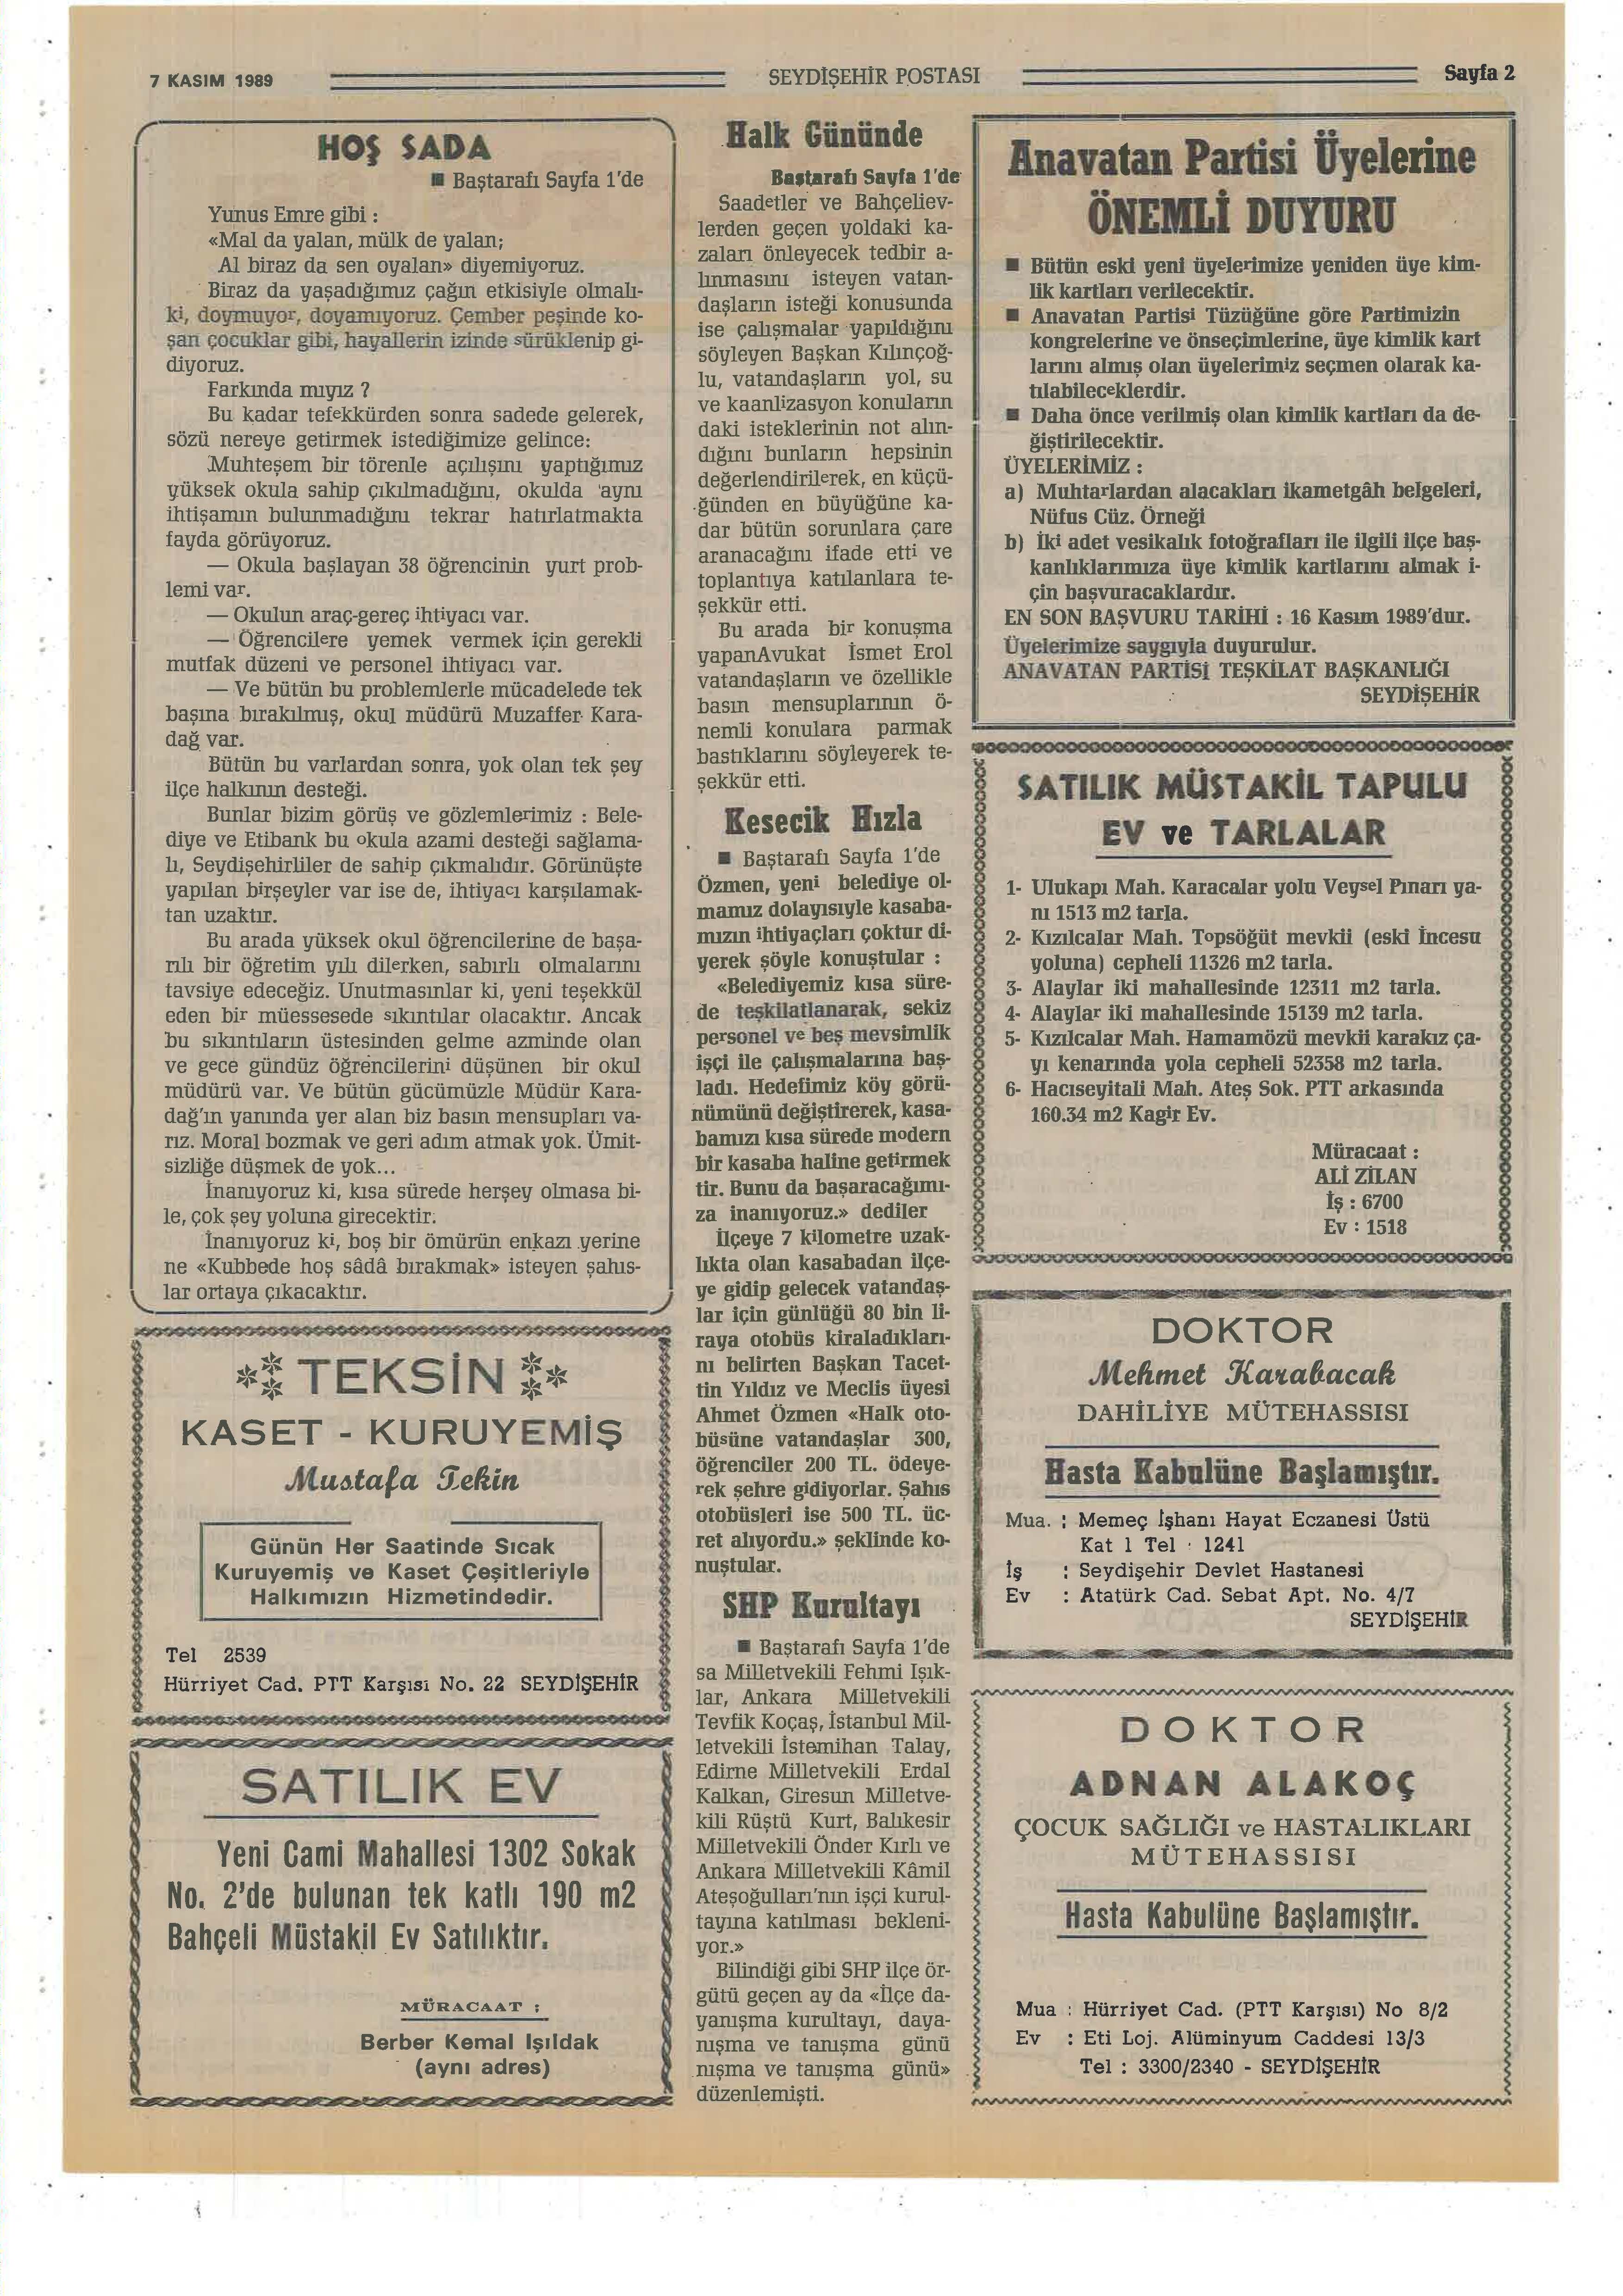 7 KASIM 1989
SEYDİŞEHİR POSTASI
Sayfa 2
HOŞ SADA
■ Baştarafı Sayfa 1'de
Yunus Emre gibi :
«Mal da yalan, mülk de yalan;
Al biraz da sen oyalan» diyemiyoruz.
Biraz da yaşadığımız çağın etkisiyle olmalı-
ki, doymuyor, doyamıyoruz. Çember peşinde ko-
şan çocuklar gibi, hayallerin izinde sürüklenip gi-
diyoruz.
Farkında mıyız ?
Bu kadar tefekkürden sonra sadede gelerek,
sözü nereye getirmek istediğimize gelince:
Muhteşem bir törenle açılışını yaptığımız
yüksek okula sahip çıkılmadığını, okulda aynı
ihtişamın bulunmadığını tekrar hatırlatmakta
fayda görüyoruz.
— Okula başlayan 38 öğrencinin yurt prob-
lemi var.
— Okulun araç-gereç ihtiyacı var.
— Öğrencilere yemek vermek için gerekli
mutfak düzeni ve personel ihtiyacı var.
— Ve bütün bu problemlerle mücadelede tek
başına bırakılmış, okul müdürü Muzaffer Kara-
dağ var.
Bütün bu varlardan sonra, yok olan tek şey
ilçe halkının desteği.
Bunlar bizim görüş ve gözlemlerimiz : Bele-
diye ve Etibank bu okula azami desteği sağlama-
lı, Seydişehirliler de sahip çıkmalıdır. Görünüşte
yapılan birşeyler var ise de, ihtiyacı karşılamak-
tan uzaktır.
Bu arada yüksek okul öğrencilerine de başa-
rılı bir öğretim yılı dilerken, sabırlı olmalarını
tavsiye edeceğiz. Unutmasınlar ki, yeni teşekkül
eden bir müessesede sıkıntılar olacaktır. Ancak
bu sıkıntıların üstesinden gelme azminde olan
ve gece gündüz öğrencilerini düşünen bir okul
müdürü var. Ve bütün gücümüzle Müdür Kara-
dağ'ın yanında yer alan biz basın mensupları va-
rız. Moral bozmak ve geri adım atmak yok. Ümit-
sizliğe düşmek de yok...
İnanıyoruz ki, kısa sürede herşey olmasa bi-
le, çok şey yoluna girecektir.
İnanıyoruz ki, boş bir ömürün enkazı yerine
ne «Kubbede hoş sâdâ bırakmak» isteyen şahıs-
lar ortaya çıkacaktır.
TEKSİN
KASET - KURUYEMİŞ
Mustafa Tekin
Günün Her Saatinde Sıcak
Kuruyemiş ve Kaset Çeşitleriyle
Halkımızın Hizmetindedir.
Tel 2539
Hürriyet Cad. PTT Karşısı No. 22 SEYDİŞEHİR
SATILIK EV
Yeni Cami Mahallesi 1302 Sokak
No. 2'de bulunan tek katlı 190 m2
Bahçeli Müstakil Ev Satılıktır.
MÜRACAAT :
Berber Kemal Işıldak
(aynı adres)
Halk Gününde
Baştarafı Sayfa 1'de
Saadetler ve Bahçeliev-
lerden geçen yoldaki ka-
zaları önleyecek tedbir a-
lınmasını isteyen vatan-
daşların isteği konusunda
ise çalışmalar yapıldığını
söyleyen Başkan Kılınçoğ-
lu, vatandaşların yol, su
ve kaanlizasyon konuların
daki isteklerinin not alın-
dığını bunların hepsinin
değerlendirilerek, en küçü-
ğünden en büyüğüne ka-
dar bütün sorunlara çare
aranacağını ifade etti ve
toplantıya katılanlara te-
şekkür etti.
Bu arada bir konuşma
yapanAvukat İsmet Erol
vatandaşların ve özellikle
basın mensuplarının ö-
nemli konulara parmak
bastıklarını söyleyerek te-
şekkür etti.
Kesecik Hızla
■ Baştarafı Sayfa 1'de
Özmen, yeni belediye ol-
mamız dolayısıyle kasaba-
mızın ihtiyaçları çoktur di-
yerek şöyle konuştular :
«Belediyemiz kısa süre-
de teşkilatlanarak, sekiz
personel ve beş mevsimlik
işçi ile çalışmalarına baş-
ladı. Hedefimiz köy görü-
nümünü değiştirerek, kasa-
bamızı kısa sürede modern
bir kasaba haline getirmek
tir. Bunu da başaracağımı-
za inanıyoruz.» dediler
İlçeye 7 kilometre uzak-
lıkta olan kasabadan ilçe-
ye gidip gelecek vatandaş-
lar için günlüğü 80 bin li-
raya otobüs kiraladıkları-
nı belirten Başkan Tacet-
tin Yıldız ve Meclis üyesi
Ahmet Özmen «Halk oto-
büsüne vatandaşlar 300,
öğrenciler 200 TL. ödeye-
rek şehre gidiyorlar. Şahıs
otobüsleri ise 500 TL. üc-
ret alıyordu.» şeklinde ko-
nuştular.
SHP Kurultayı
■ Baştarafı Sayfa 1'de
sa Milletvekili Fehmi Işık-
lar, Ankara Milletvekili
Tevfik Koçaş, İstanbul Mil-
letvekili İstemihan Talay,
Edirne Milletvekili Erdal
Kalkan, Giresun Milletve-
kili Rüştü Kurt, Balıkesir
Milletvekili Önder Kırlı ve
Ankara Milletvekili Kâmil
Ateşoğulları'nın işçi kurul-
tayına katılması bekleni-
yor.»
Bilindiği gibi SHP ilçe ör-
gütü geçen ay da «İlçe da-
yanışma kurultayı, daya-
nışma ve tanışma günü
nışma ve tanışma günü»
düzenlemişti.
Anavatan Partisi Üyelerine
ÖNEMLİ DUYURU
■ Bütün eski yeni üyelerimize yeniden üye kim-
lik kartları verilecektir.
■ Anavatan Partisi Tüzüğüne göre Partimizin
kongrelerine ve önseçimlerine, üye kimlik kart
larını almış olan üyelerimiz seçmen olarak ka-
tılabileceklerdir.
■ Daha önce verilmiş olan kimlik kartları da de-
ğiştirilecektir.
ÜYELERİMİZ :
a) Muhtarlardan alacakları ikametgâh belgeleri,
Nüfus Cüz. Örneği
b) İki adet vesikalık fotoğrafları ile ilgili ilçe baş-
kanlıklarımıza üye kimlik kartlarını almak i-
çin başvuracaklardır.
EN SON BAŞVURU TARİHİ : 16 Kasım 1989'dur.
Üyelerimize saygıyla duyurulur.
ANAVATAN PARTİSİ TEŞKİLAT BAŞKANLIĞI
SEYDİŞEHİR
SATILIK MÜSTAKİL TAPULU
EV ve TARLALAR
1- Ulukapı Mah. Karacalar yolu Veysel Pınarı ya-
nı 1513 m2 tarla.
2- Kızılcalar Mah. Topsöğüt mevkii (eski İncesu
yoluna) cepheli 11326 m2 tarla.
3- Alaylar iki mahallesinde 12311 m2 tarla.
4- Alaylar iki mahallesinde 15139 m2 tarla.
5- Kızılcalar Mah. Hamamözü mevkii karakız ça-
yı kenarında yola cepheli 52358 m2 tarla.
6- Hacıseyitali Mah. Ateş Sok. PTT arkasında
160.34 m2 Kagir Ev.
Müracaat :
ALİ ZİLAN
İş : 6700
Ev : 1518
DOKTOR
Mehmet Karabacak
DAHİLİYE MÜTEHASSISI
Hasta Kabulüne Başlamıştır.
Mua. : Memeç İşhanı Hayat Eczanesi Üstü
Kat 1 Tel : 1241
İş : Seydişehir Devlet Hastanesi
Ev : Atatürk Cad. Sebat Apt. No. 4/7
SEYDİŞEHİR
DOKTOR
ADNAN ALAKOÇ
ÇOCUK SAĞLIĞI ve HASTALIKLARI
MÜTEHASSISI
Hasta Kabulüne Başlamıştır.
Mua : Hürriyet Cad. (PTT Karşısı) No 8/2
Ev : Eti Loj. Alüminyum Caddesi 13/3
Tel : 3300/2340 - SEYDİŞEHİR